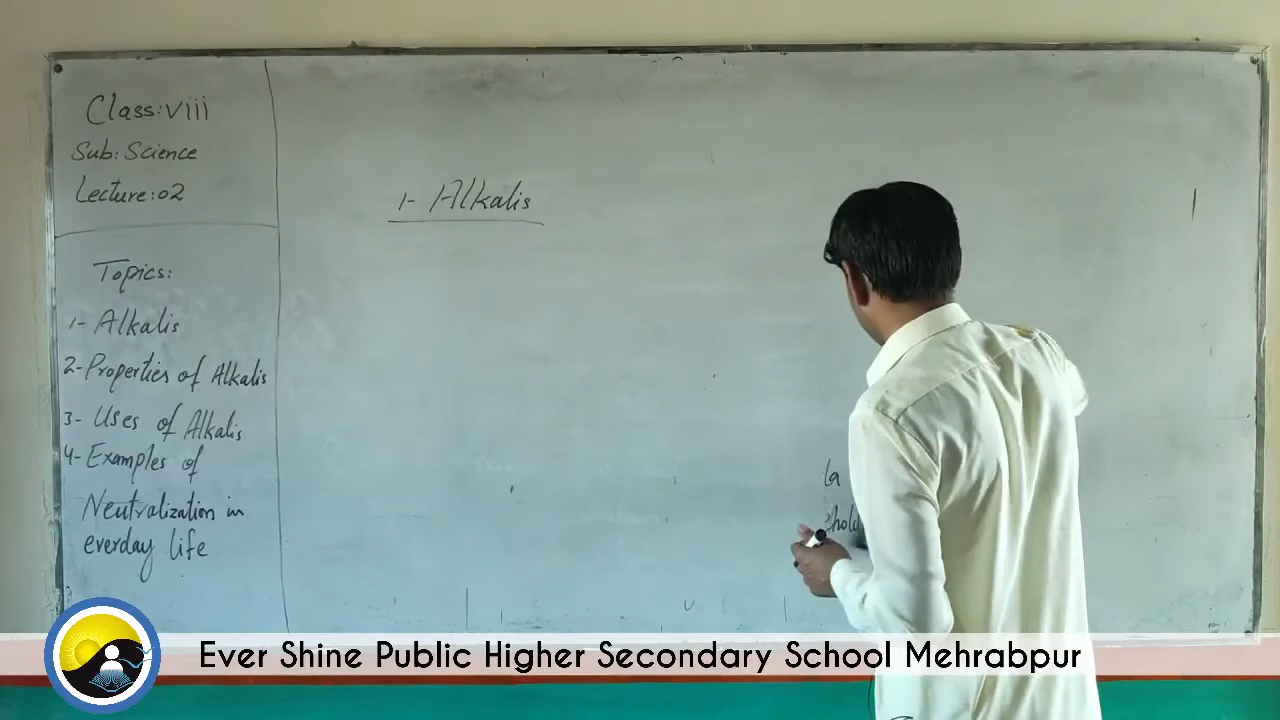 Class: viii
Sub: Science
Lecture: 02
Topics:
1- Alkalis
2- Properties of Alkalis
3- Uses of Alkalis
4- Examples of
Neutralization in
everday life
1- Alkalis
Ever Shine Public Higher Secondary School Mehrabpur